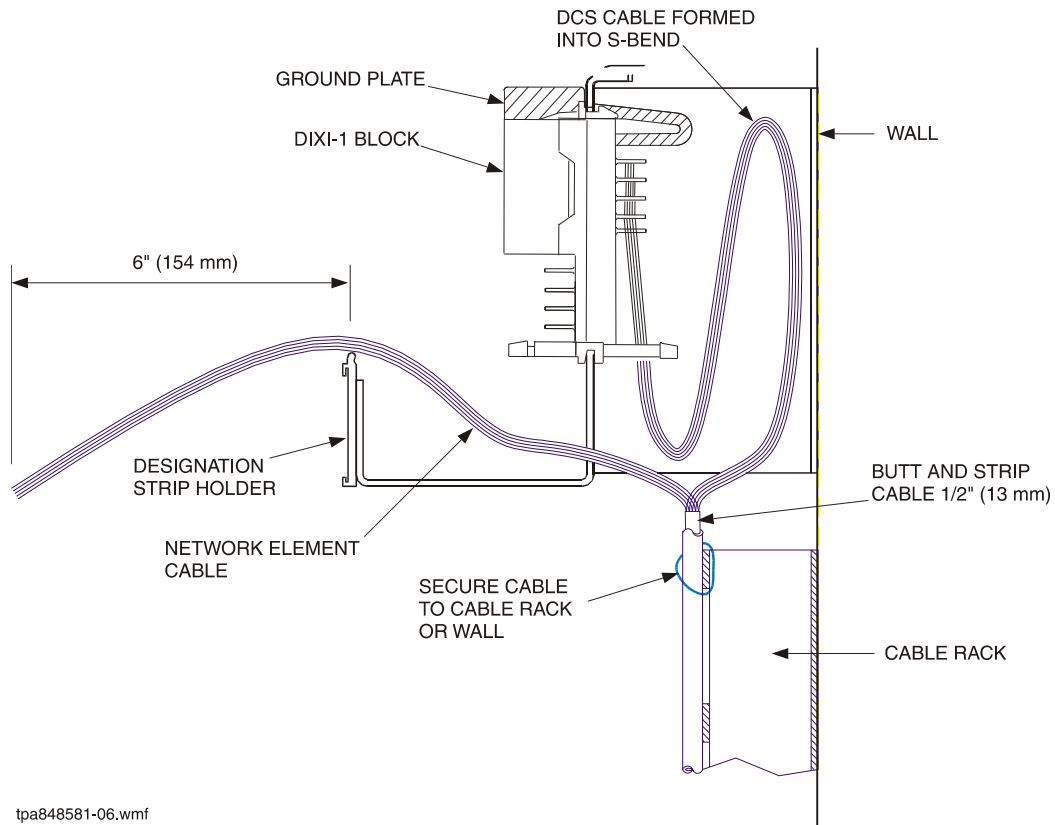 DCS CABLE FORMED
INTO S-BEND
GROUND PLATE
DIXI-1 BLOCK
WALL
6" (154 mm)
DESIGNATION
STRIP HOLDER
BUTT AND STRIP
CABLE 1/2" (13 mm)
NETWORK ELEMENT
CABLE
SECURE CABLE
TO CABLE RACK
OR WALL
CABLE RACK
tpa848581-06.wmf